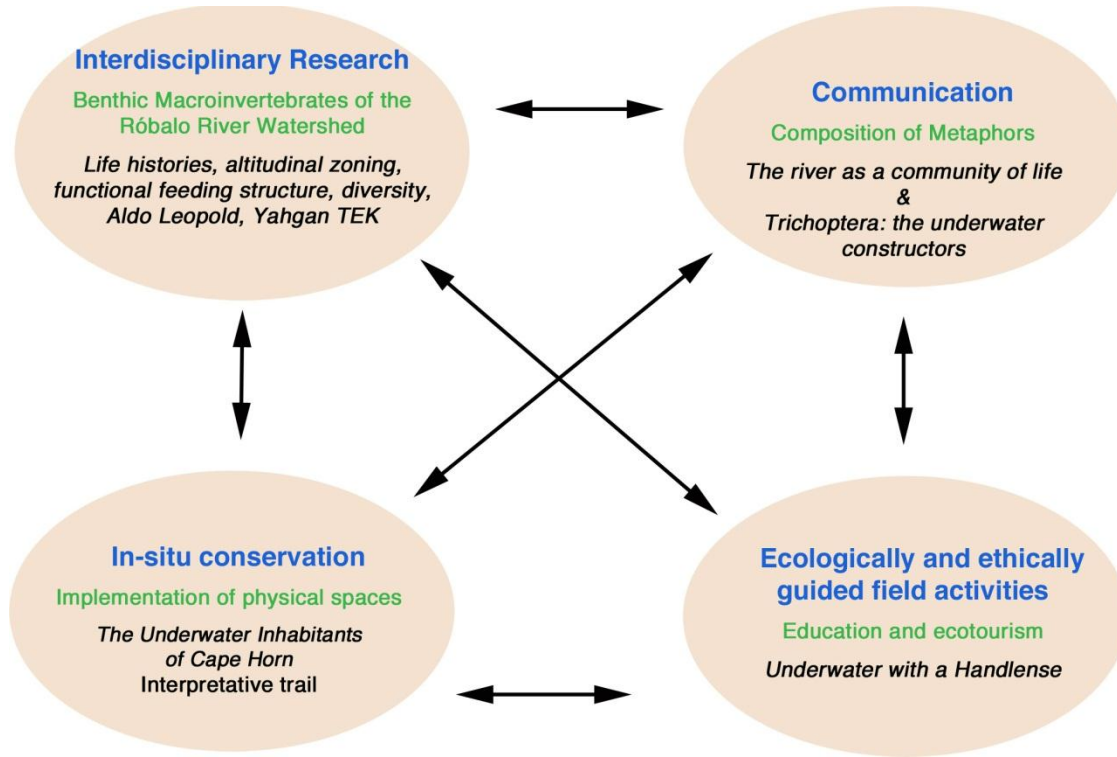 Interdisciplinary Research
Benthic Macroinvertebrates of the
Róbalo River Watershed
Life histories, altitudinal zoning,
functional feeding structure, diversity,
Aldo Leopold, Yahgan TEK
Communication
Composition of Metaphors
The river as a community of life
&
Trichoptera: the underwater
constructors
In-situ conservation
Implementation of physical spaces
The Underwater Inhabitants
of Cape Horn
Interpretative trail
Ecologically and ethically
guided field activities
Education and ecotourism
Underwater with a Handlense